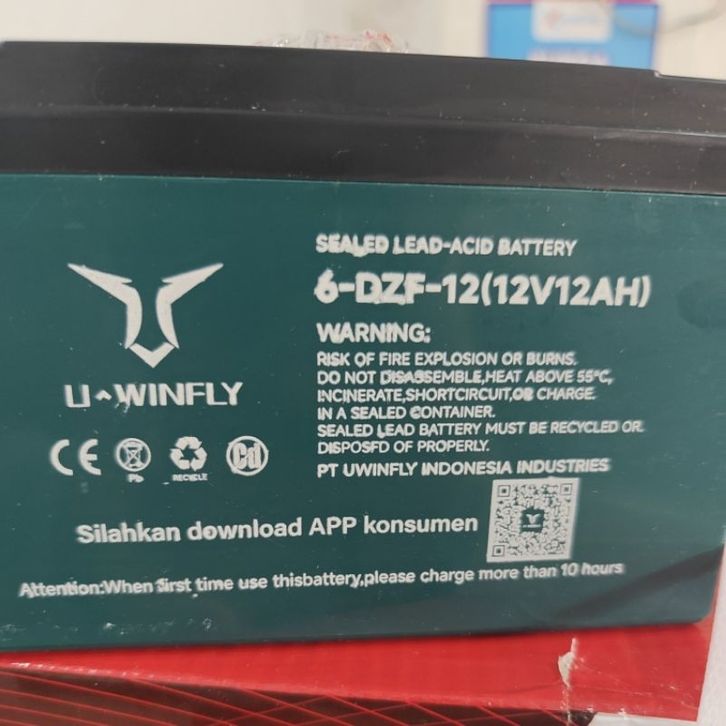 SEALED LEAD-ACID BATTERY
6-DZF-12(12V12AH)
WARNING:
RISK OF FIRE EXPLOSION OR BURNS.
DO NOT DISASSEMBLE,HEAT ABOVE 55°C,
INCINERATE,SHORTCIRCUIT,OR CHARGE.
IN A SEALED CONTAINER.
SEALED LEAD BATTERY MUST BE RECYCLED OR
DISPOSFD OF PROPERLY.
PT UWINFLY INDONESIA INDUSTRIES
U-WINFLY
CE
Pb
RECYCLE
Cd
Silahkan download APP konsumen
Attention:When first time use thisbattery,please charge more than 10 hours